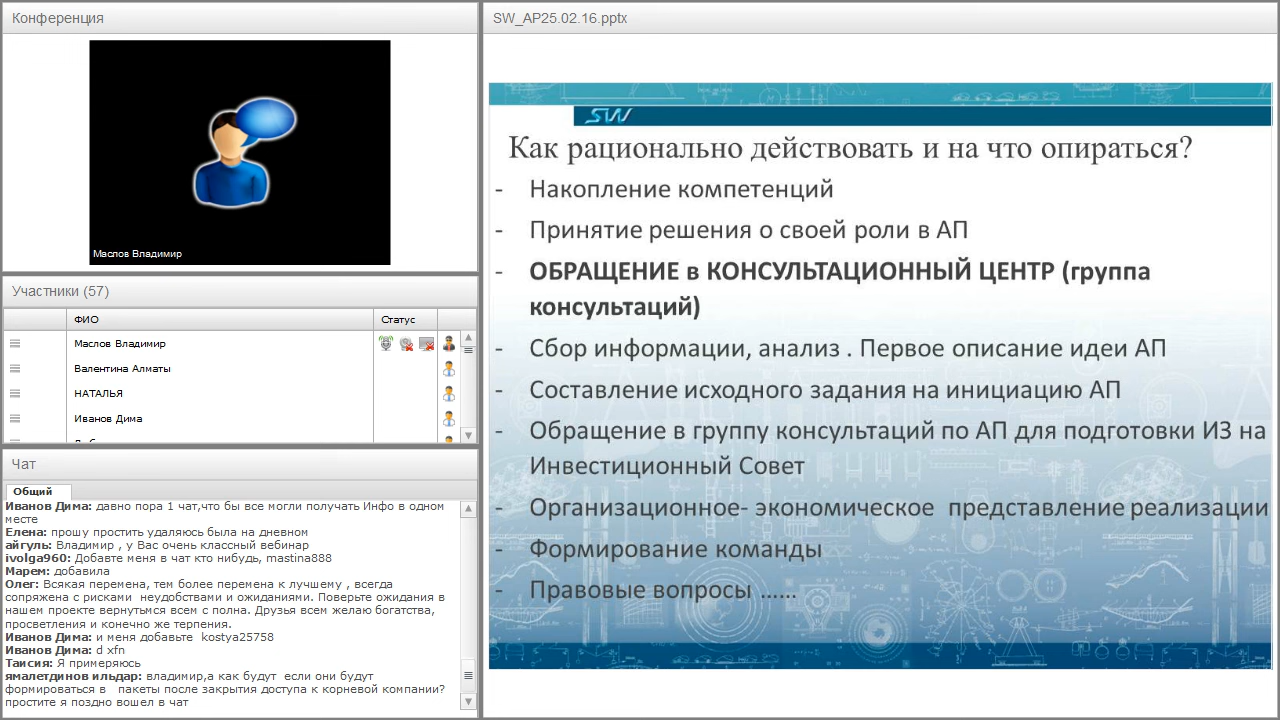 Конференция
Маслов Владимир
Участники (57)
ФИО
Статус
Маслов Владимир
Валентина Алматы
НАТАЛЬЯ
Иванов Дима
Чат
Общий
Иванов Дима: давно пора 1 чат,что бы все могли получать Инфо в одном
месте
Елена: прошу простить удаляюсь была на дневном
айгуль: Владимир , у Вас очень классный вебинар
ivolga960: Добавте меня в чат кто нибудь, mastina888
Марем: добавила
Олег: Всякая перемена, тем более перемена к лучшему , всегда
сопряжена с рисками неудобствами и ожиданиями. Поверьте ожидания в
нашем проекте вернутымся всем с полна. Друзья всем желаю богатства,
просветления и конечно же терпения.
Иванов Дима: и меня добавьте kostya25758
Иванов Дима: d xfn
Таисия: Я примеряюсь
ильдар: владимир,а как будут если они будут
формироваться в пакеты после закрытия доступа к корневой компании?
простите я поздно вошел в чат
SW_AP25.02.16.pptx
SW
Как рационально действовать и на что опираться?
- Накопление компетенций
- Принятие решения о своей роли в АП
- ОБРАЩЕНИЕ в КОНСУЛЬТАЦИОННЫЙ ЦЕНТР (группа
консультаций)
- Сбор информации, анализ . Первое описание идеи АП
- Составление исходного задания на инициацию АП
- Обращение в группу консультаций по АП для подготовки ИЗ на
Инвестиционный Совет
- Организационное- экономическое представление реализации
- Формирование команды
- Правовые вопросы ......